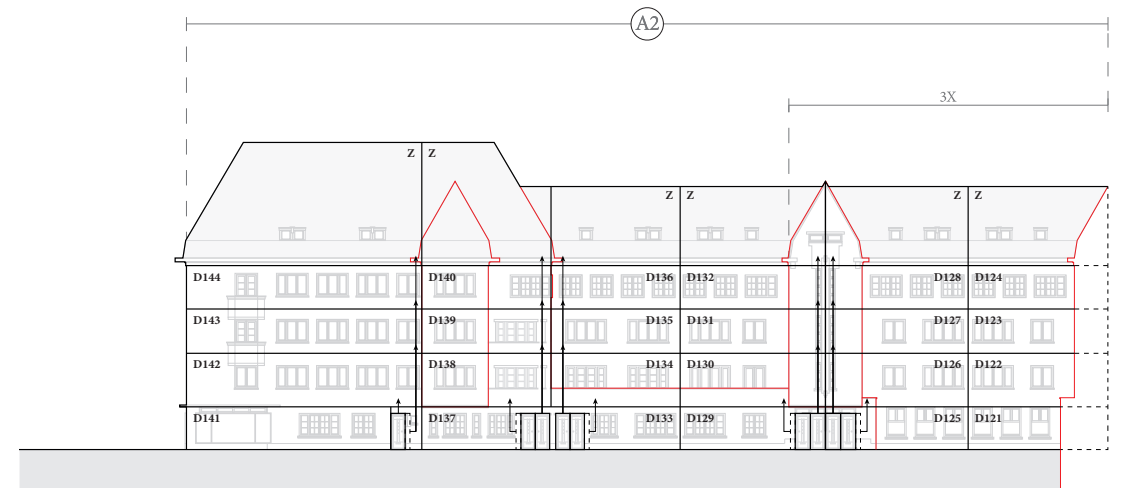 A2
3X
Z Z
Z Z Z Z
D144 D140 D136 D132 D128 D124
D143 D139 D135 D131 D127 D123
D142 D138 D134 D130 D126 D122
D141 D137 D133 D129 D125 D121